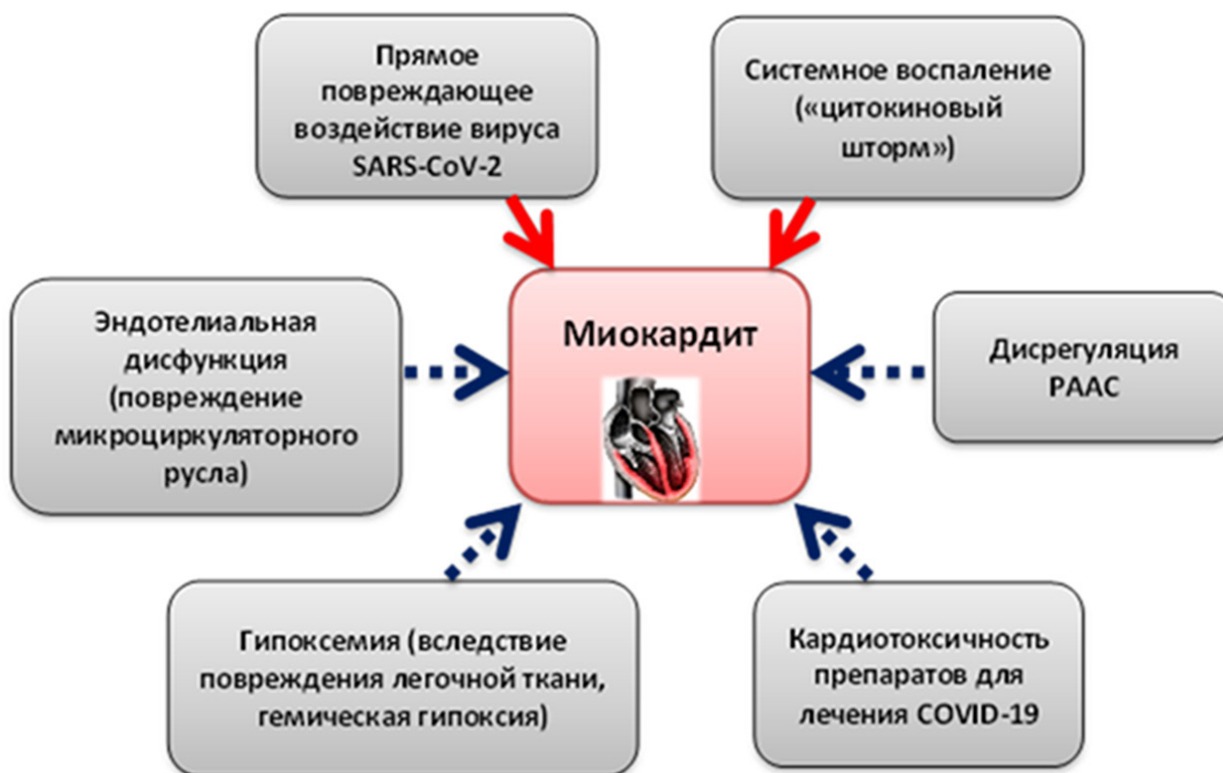 Прямое
повреждающее
воздействие вируса
SARS-CoV-2
Системное воспаление
(«цитокиновый
шторм»)
Эндотелиальная
дисфункция
(повреждение
микроциркуляторного
русла)
Миокардит
Дисрегуляция
РААС
Гипоксемия (вследствие
повреждения легочной ткани,
гемическая гипоксия)
Кардиотоксичность
препаратов для
лечения COVID-19